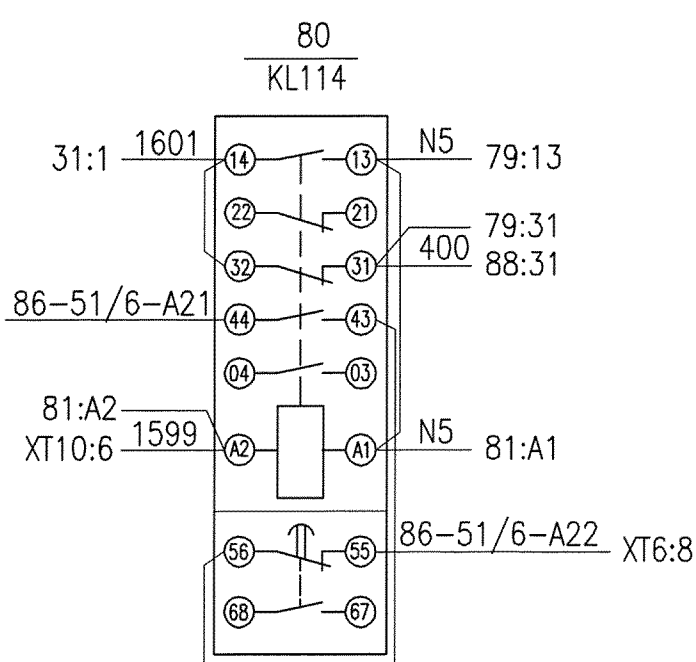 80
KL114
31:1 1601 14 13 N5 79:13
22 21 79:31
32 31 400 88:31
86-51/6-A21 44 43
04 03
81:A2
XT10:6 1599 A2 A1 N5 81:A1
56 55 86-51/6-A22 XT6:8
68 67